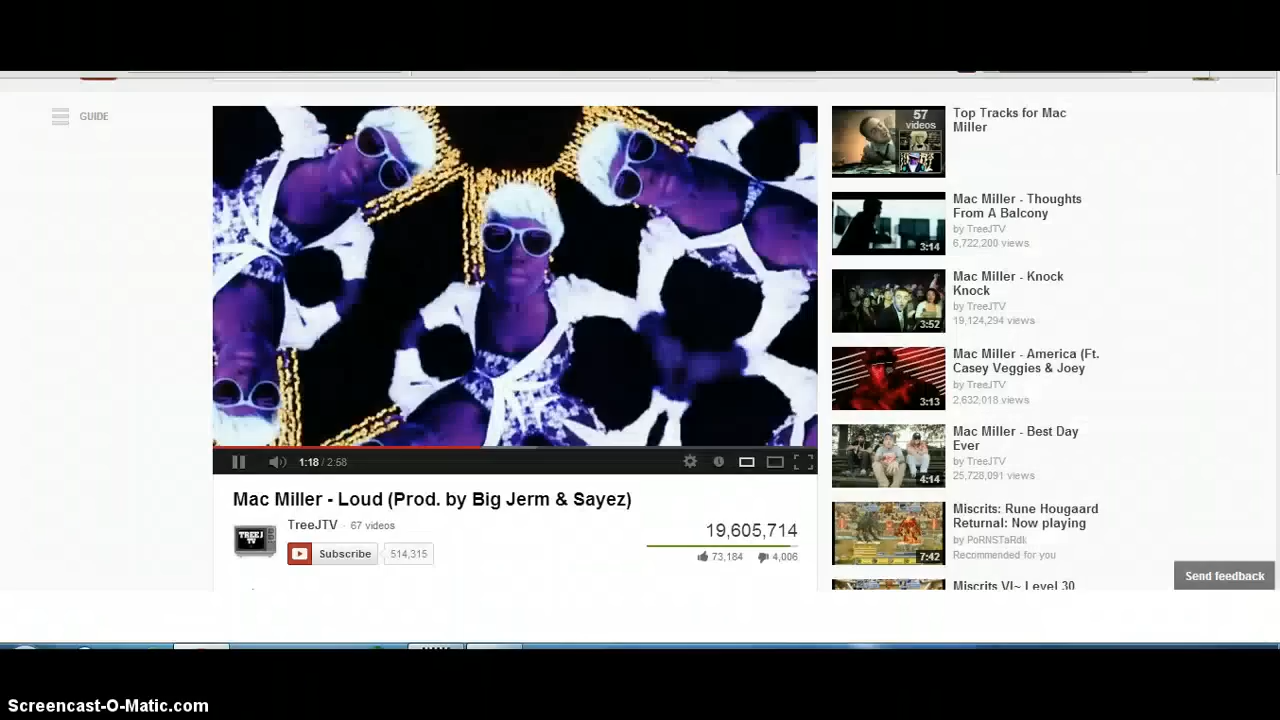 GUIDE
1:18 / 2:58
Mac Miller - Loud (Prod. by Big Jerm & Sayez)
TREEJ
TV
TreeJTV · 67 videos
Subscribe
514,315
19,605,714
73,184
4,006
57
videos
Top Tracks for Mac
Miller
3:14
Mac Miller - Thoughts
From A Balcony
by TreeJTV
6,722,200 views
3:52
Mac Miller - Knock
Knock
by TreeJTV
19,124,294 views
3:13
Mac Miller - America (Ft.
Casey Veggies & Joey
by TreeJTV
2,632,018 views
4:14
Mac Miller - Best Day
Ever
by TreeJTV
25,728,091 views
7:42
Miscrits: Rune Hougaard
Returnal: Now playing
by PoRNSTaRdk
Recommended for you
Miscrits VI~ Level 30
Send feedback
Screencast-O-Matic.com